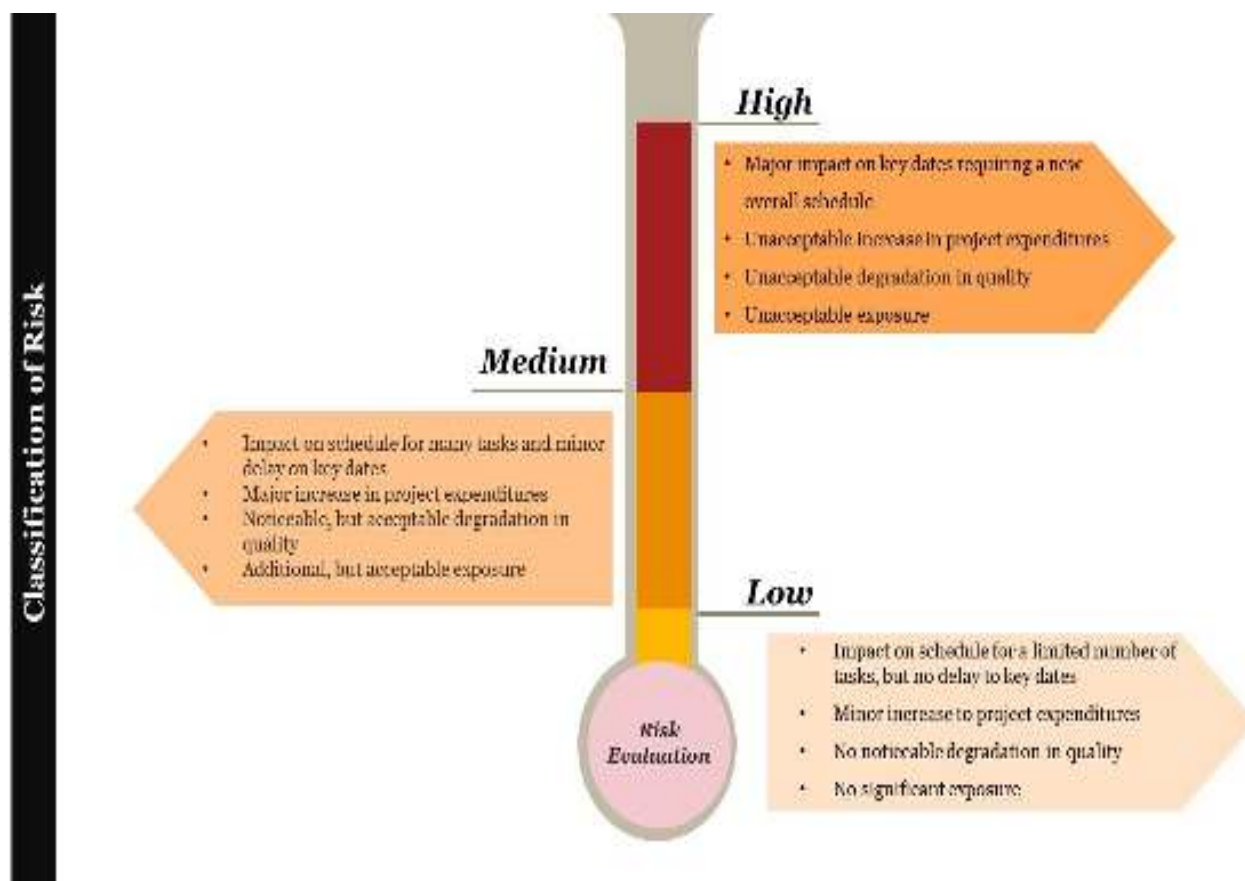 Classification of Risk
High
• Major impact on key dates requiring a new
overall schedule
• Unacceptable increase in project expenditures
• Unacceptable degradation in quality
• Unacceptable exposure
Medium
• Impact on schedule for many tasks and minor
delay on key dates
• Major increase in project expenditures
• Noticeable, but acceptable degradation in
quality
• Additional, but acceptable exposure
Low
• Impact on schedule for a limited number of
tasks, but no delay to key dates
• Minor increase to project expenditures
• No noticeable degradation in quality
• No significant exposure
Risk
Evaluation